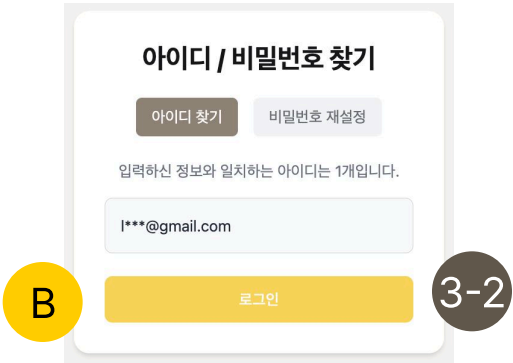 아이디 / 비밀번호 찾기
아이디 찾기 비밀번호 재설정
입력하신 정보와 일치하는 아이디는 1개입니다.
l***@gmail.com
B 로그인 3-2